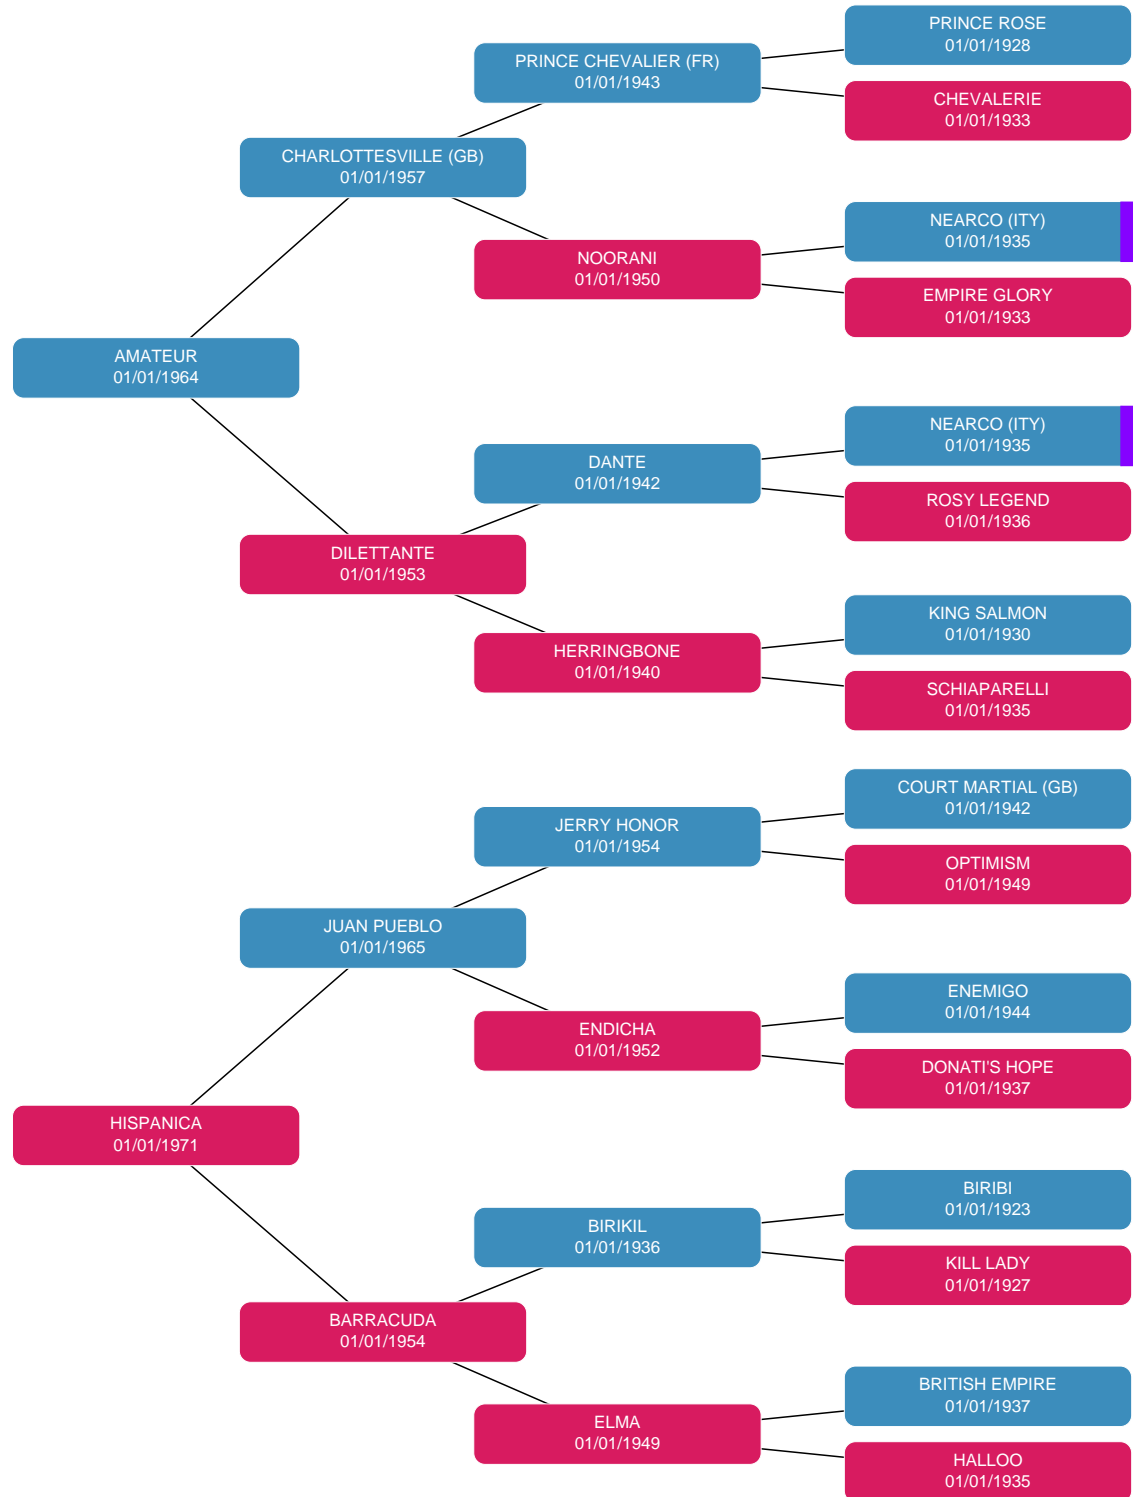 PRINCE ROSE
01/01/1928
PRINCE CHEVALIER (FR)
01/01/1943
CHEVALERIE
01/01/1933
CHARLOTTESVILLE (GB)
01/01/1957
NEARCO (ITY)
01/01/1935
NOORANI
01/01/1950
EMPIRE GLORY
01/01/1933
AMATEUR
01/01/1964
NEARCO (ITY)
01/01/1935
DANTE
01/01/1942
ROSY LEGEND
01/01/1936
DILETTANTE
01/01/1953
KING SALMON
01/01/1930
HERRINGBONE
01/01/1940
SCHIAPARELLI
01/01/1935
COURT MARTIAL (GB)
01/01/1942
JERRY HONOR
01/01/1954
OPTIMISM
01/01/1949
JUAN PUEBLO
01/01/1965
ENEMIGO
01/01/1944
ENDICHA
01/01/1952
DONATI'S HOPE
01/01/1937
HISPANICA
01/01/1971
BIRIBI
01/01/1923
BIRIKIL
01/01/1936
KILL LADY
01/01/1927
BARRACUDA
01/01/1954
BRITISH EMPIRE
01/01/1937
ELMA
01/01/1949
HALLOO
01/01/1935